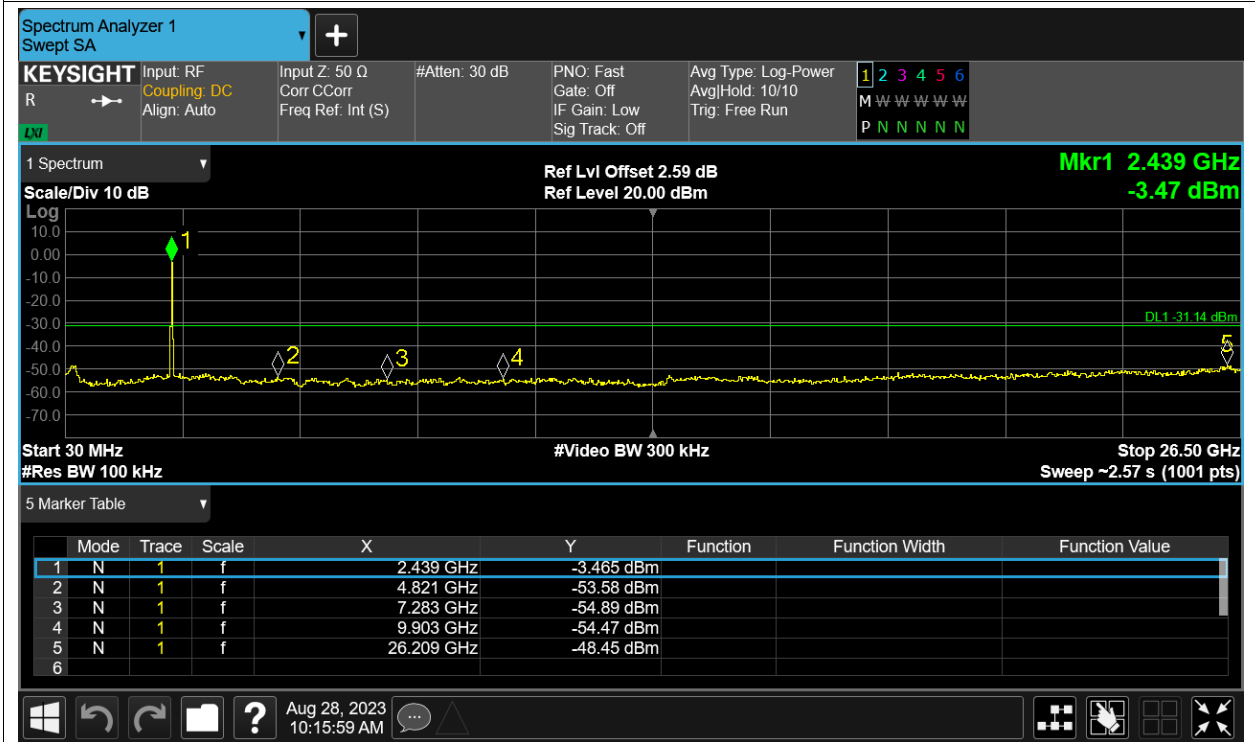 Spectrum Analyzer 1
Swept SA
KEYSIGHT
R
LXI
Input: RF
Coupling: DC
Align: Auto
Input Z: 50 Ω
Corr CCorr
Freq Ref: Int (S)
#Atten: 30 dB
PNO: Fast
Gate: Off
IF Gain: Low
Sig Track: Off
Avg Type: Log-Power
Avg|Hold: 10/10
Trig: Free Run
1 2 3 4 5 6
M W W W W W
P N N N N N
1 Spectrum
Scale/Div 10 dB
Ref Lvl Offset 2.59 dB
Ref Level 20.00 dBm
Mkr1 2.439 GHz
-3.47 dBm
Log
10.0
0.00
-10.0
-20.0
-30.0
-40.0
-50.0
-60.0
-70.0
1
2
3
4
5
DL1 -31.14 dBm
Start 30 MHz
#Res BW 100 kHz
#Video BW 300 kHz
Stop 26.50 GHz
Sweep ~2.57 s (1001 pts)
5 Marker Table
Mode Trace Scale X Y Function Function Width Function Value
1 N 1 f 2.439 GHz -3.465 dBm
2 N 1 f 4.821 GHz -53.58 dBm
3 N 1 f 7.283 GHz -54.89 dBm
4 N 1 f 9.903 GHz -54.47 dBm
5 N 1 f 26.209 GHz -48.45 dBm
6
?
Aug 28, 2023
10:15:59 AM